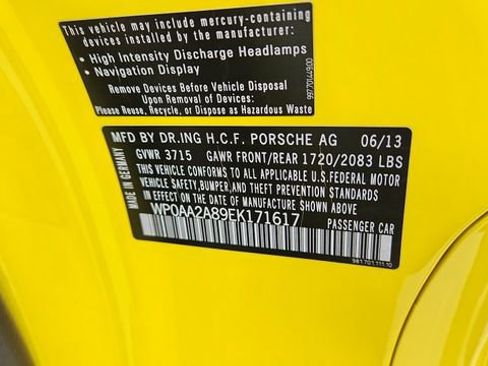 This vehicle may include mercury-containing
devices installed by the manufacturer:
• High Intensity Discharge Headlamps
• Navigation Display
Remove Devices Before Vehicle Disposal
Upon Removal of Devices
Please Reuse, Recycle, or Dispose as Hazardous Waste
MFD BY DR.ING H.C.F. PORSCHE AG 06/13
GVWR 3715 GAWR FRONT/REAR 1720/2083 LBS
THIS VEHICLE CONFORMS TO ALL APPLICABLE U.S.FEDERAL MOTOR
VEHICLE SAFETY,BUMPER,AND THEFT PREVENTION STANDARDS
IN EFFECT ON THE DATE OF MANUFACTURE SHOWN ABOVE.
WP0AA2A89EK171617
PASSENGER CAR
MADE IN GERMANY
981.701.111.10